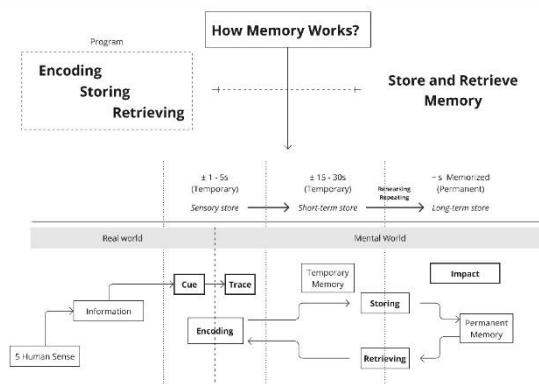 How Memory Works?
Program
Encoding
Storing
Retrieving
Store and Retrieve
Memory
± 1 - 5s
(Temporary)
Sensory store
± 15 - 30s
(Temporary)
Short-term store
Rehearsing
Repeating
~ s Memorized
(Permanent)
Long-term store
Real world
Mental World
Cue
Trace
Temporary
Memory
Impact
Information
Storing
Encoding
Permanent
Memory
5 Human Sense
Retrieving